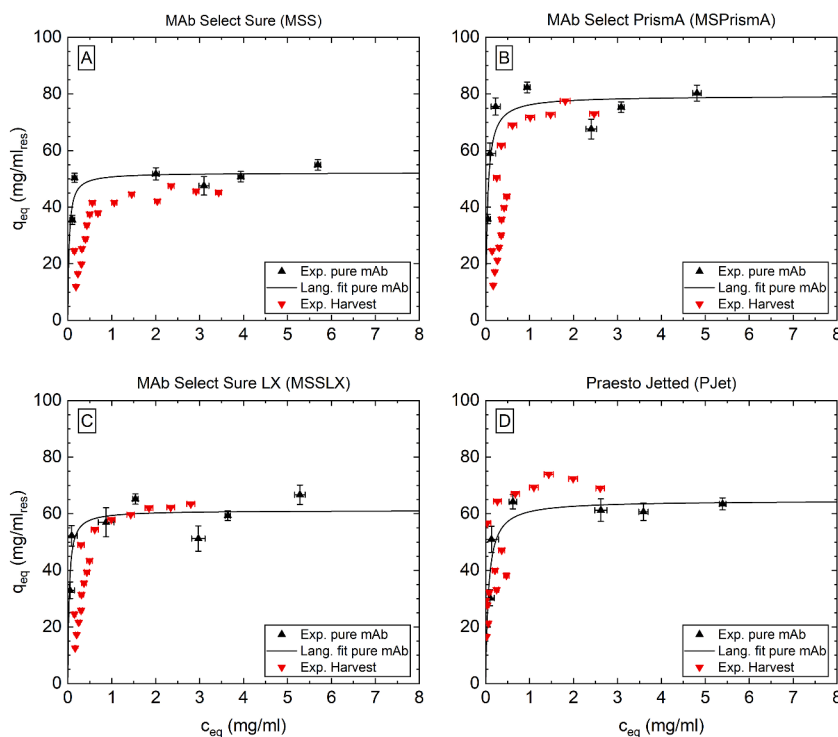 MAb Select Sure (MSS)
MAb Select PrismA (MSPrismA)
100
80
60
40
20
0
q_eq (mg/ml_res)
A
Exp. pure mAb
Lang. fit pure mAb
Exp. Harvest
0 1 2 3 4 5 6 7 8
100
80
60
40
20
0
B
Exp. pure mAb
Lang. fit pure mAb
Exp. Harvest
0 1 2 3 4 5 6 7 8
MAb Select Sure LX (MSSLX)
Praesto Jetted (PJet)
100
80
60
40
20
0
q_eq (mg/ml_res)
C
Exp. pure mAb
Lang. fit pure mAb
Exp. Harvest
0 1 2 3 4 5 6 7 8
c_eq (mg/ml)
100
80
60
40
20
0
D
Exp. pure mAb
Lang. fit pure mAb
Exp. Harvest
0 1 2 3 4 5 6 7 8
c_eq (mg/ml)